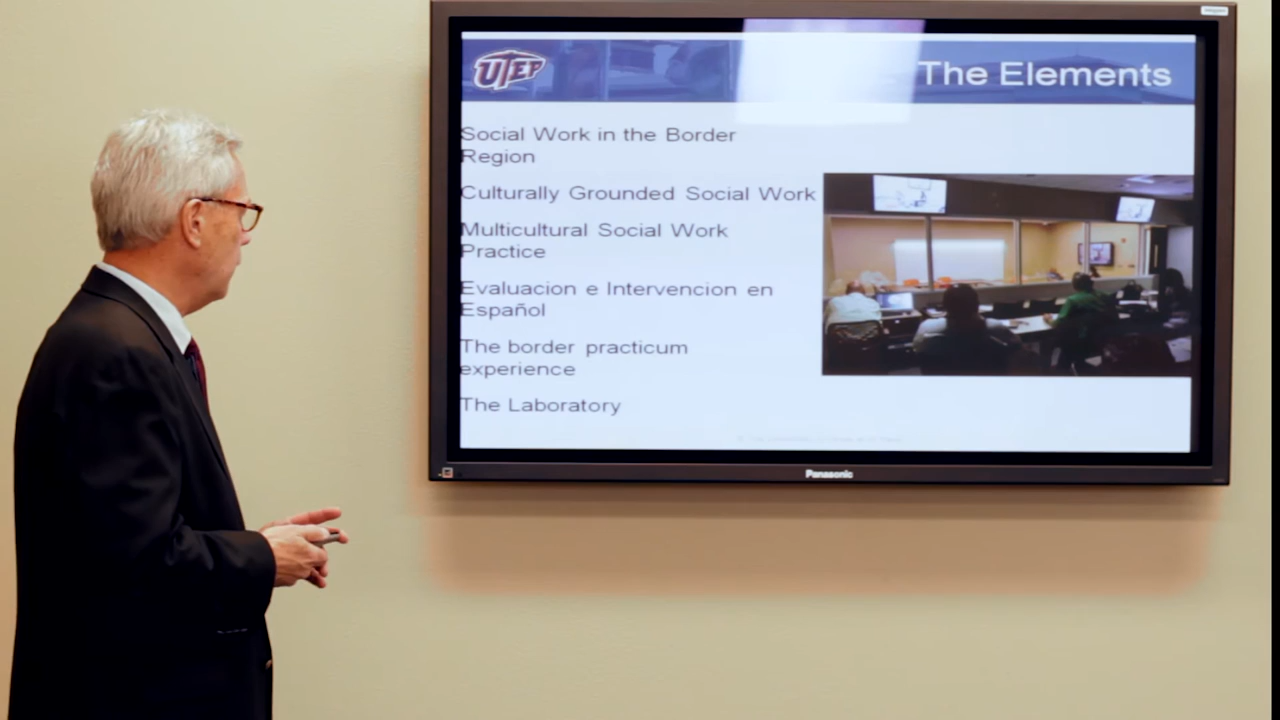 UTEP
The Elements
Social Work in the Border
Region
Culturally Grounded Social Work
Multicultural Social Work
Practice
Evaluacion e Intervencion en
Español
The border practicum
experience
The Laboratory
Panasonic